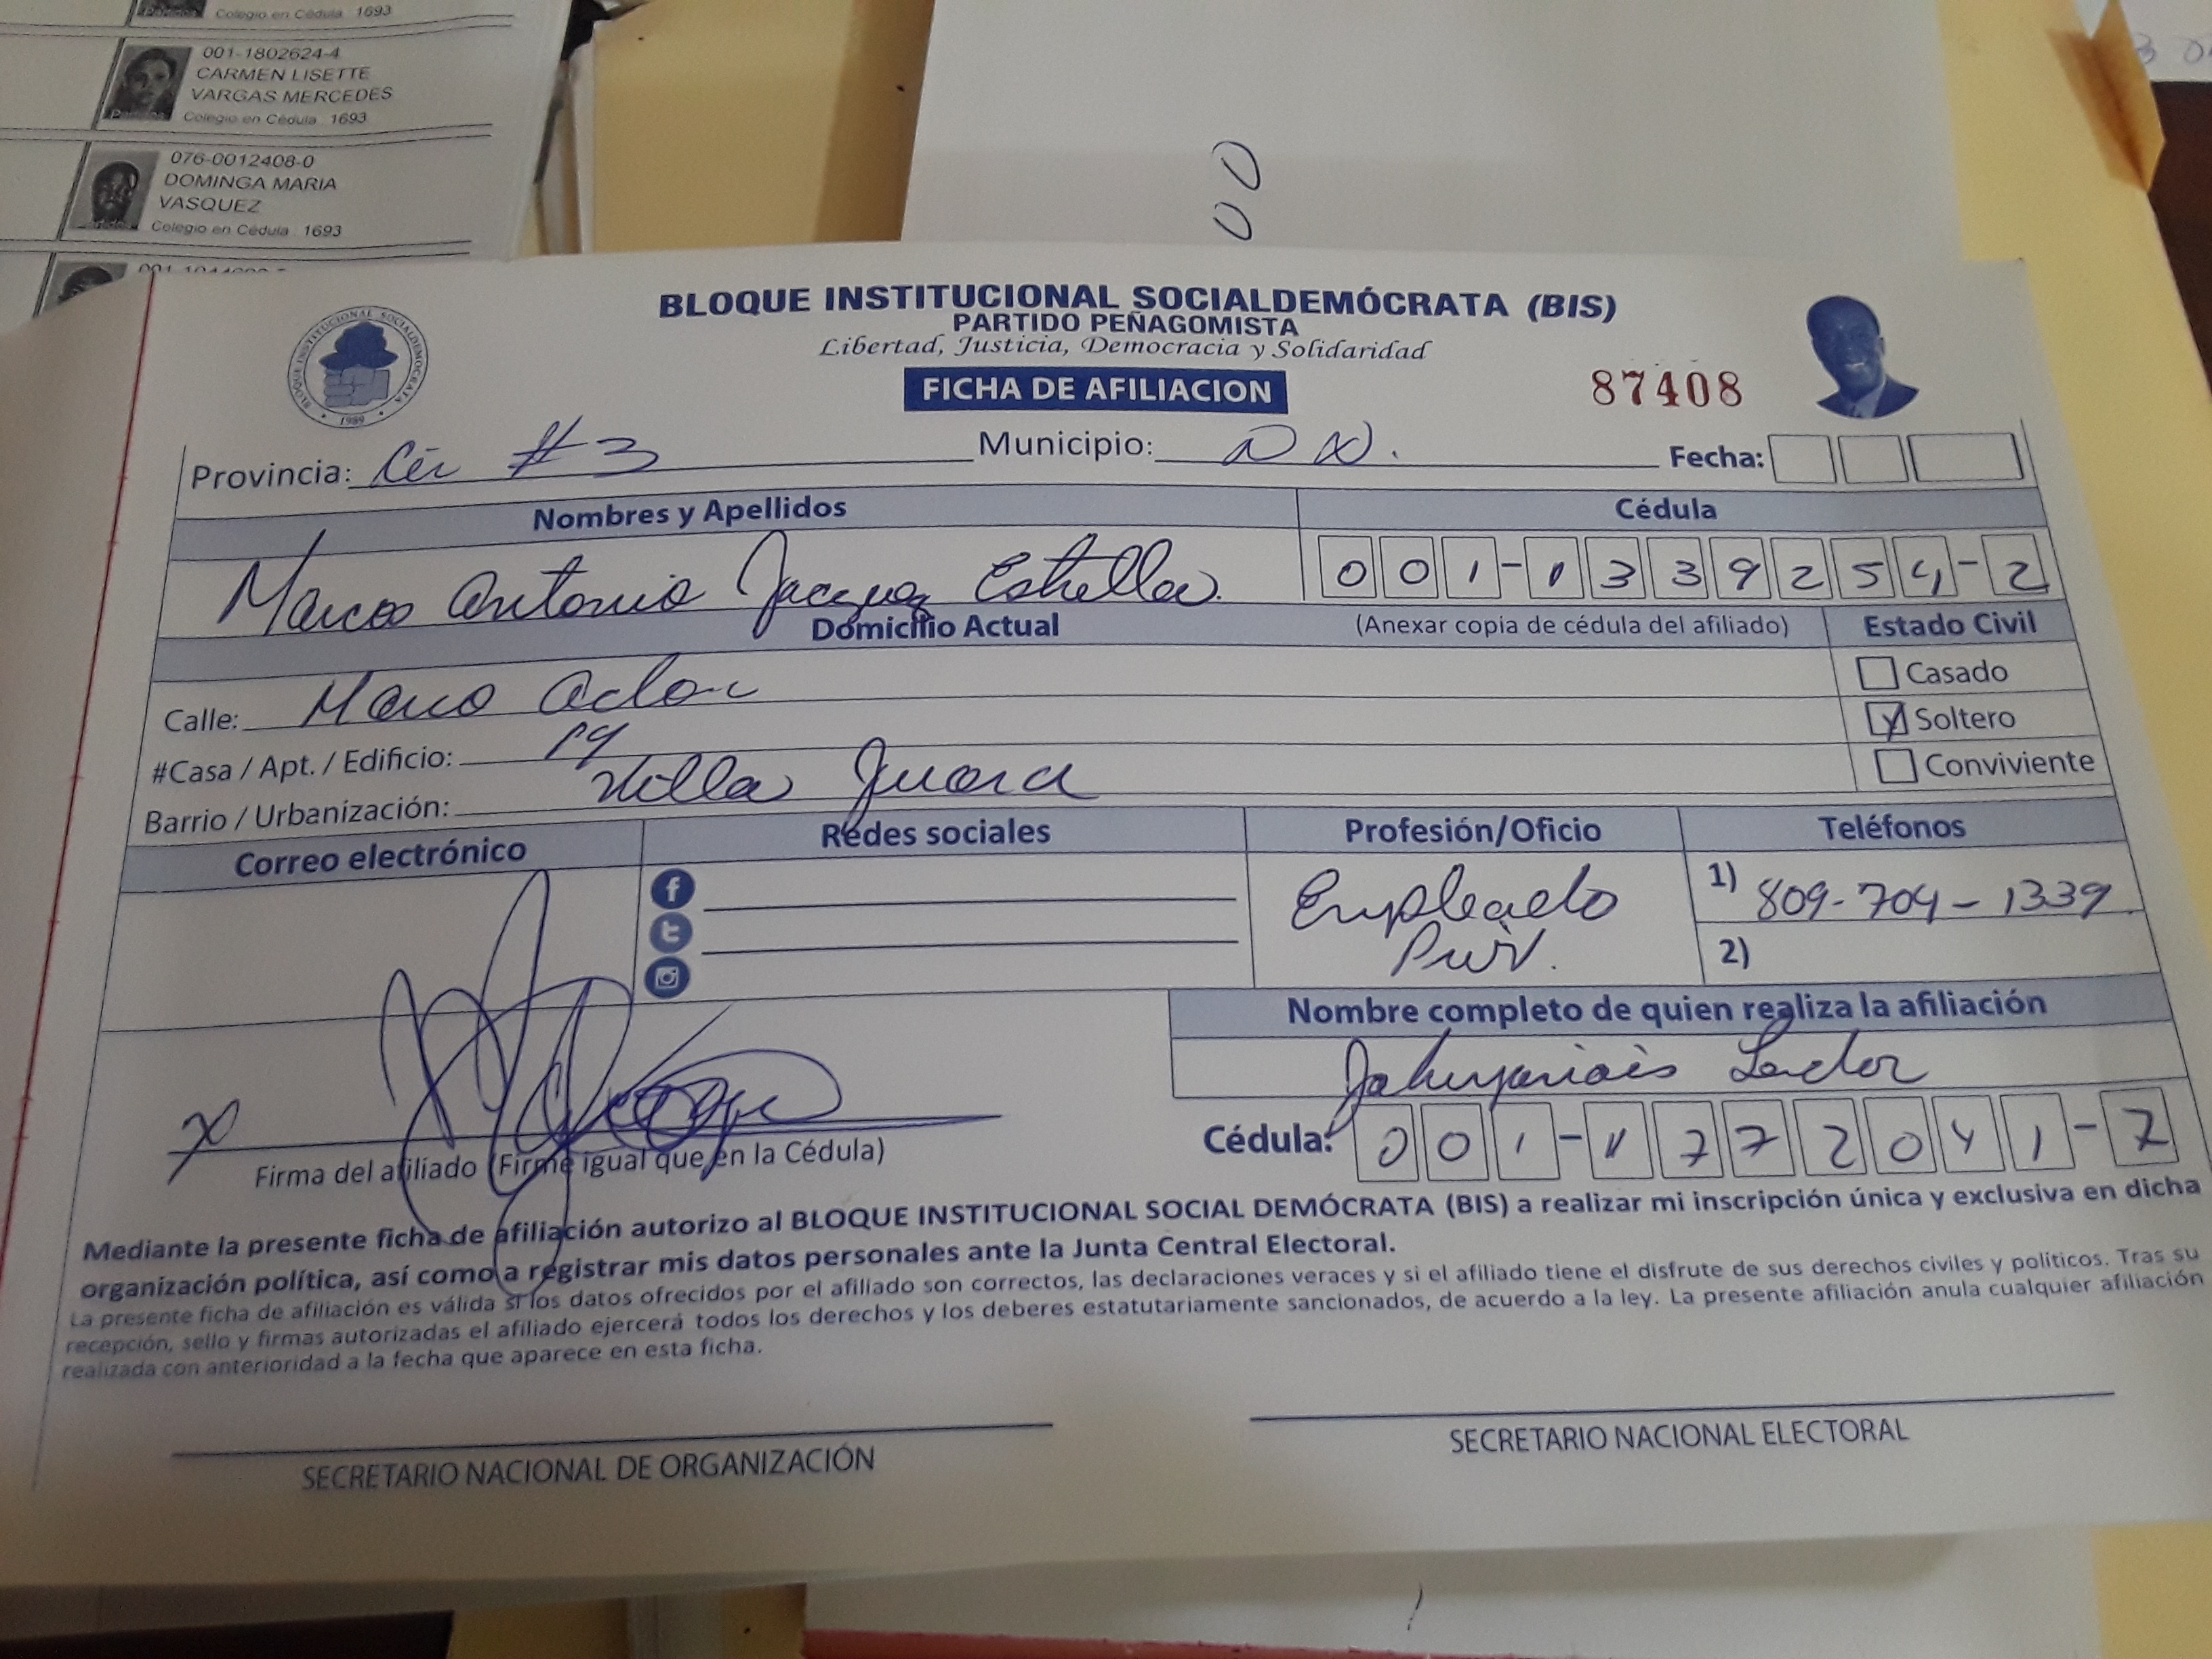 Colegio en Cédula : 1693
001-1802624-4
CARMEN LISETTE
VARGAS MERCEDES
Colegio en Cédula : 1693
076-0012408-0
DOMINGA MARIA
VASQUEZ
Colegio en Cédula : 1693
00
BLOQUE INSTITUCIONAL SOCIALDEMÓCRATA
1989
BLOQUE INSTITUCIONAL SOCIALDEMÓCRATA (BIS)
PARTIDO PEÑAGOMISTA
Libertad, Justicia, Democracia y Solidaridad
FICHA DE AFILIACION
87408
Provincia: Cir #3 Municipio: D N. Fecha:
Nombres y Apellidos Cédula
Marcos Antonio Jacquez Estrella 001-1339254-2
Domicilio Actual (Anexar copia de cédula del afiliado) Estado Civil
Casado
Calle: Marco
Soltero
#Casa / Apt. / Edificio: 19
Conviviente
Barrio / Urbanización: Villa Juana
Correo electrónico Redes sociales Profesión/Oficio Teléfonos
Empleado Priv.
1) 809-704-1339
2)
Nombre completo de quien realiza la afiliación
X
Firma del afiliado (Firme igual que en la Cédula)
Cédula: 001-1772041-7
Mediante la presente ficha de afiliación autorizo al BLOQUE INSTITUCIONAL SOCIAL DEMÓCRATA (BIS) a realizar mi inscripción única y exclusiva en dicha
organización política, así como a registrar mis datos personales ante la Junta Central Electoral.
La presente ficha de afiliación es válida si los datos ofrecidos por el afiliado son correctos, las declaraciones veraces y si el afiliado tiene el disfrute de sus derechos civiles y políticos. Tras su
recepción, sello y firmas autorizadas el afiliado ejercerá todos los derechos y los deberes estatutariamente sancionados, de acuerdo a la ley. La presente afiliación anula cualquier afiliación
realizada con anterioridad a la fecha que aparece en esta ficha.
SECRETARIO NACIONAL DE ORGANIZACIÓN
SECRETARIO NACIONAL ELECTORAL